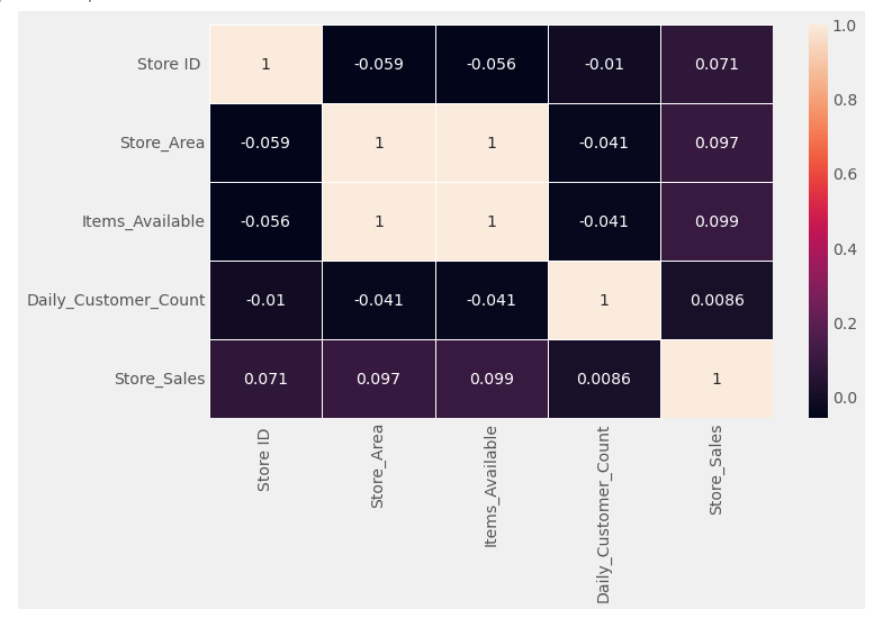 Store ID 1 -0.059 -0.056 -0.01 0.071
Store_Area -0.059 1 1 -0.041 0.097
Items_Available -0.056 1 1 -0.041 0.099
Daily_Customer_Count -0.01 -0.041 -0.041 1 0.0086
Store_Sales 0.071 0.097 0.099 0.0086 1
Store ID
Store_Area
Items_Available
Daily_Customer_Count
Store_Sales
1.0
0.8
0.6
0.4
0.2
0.0